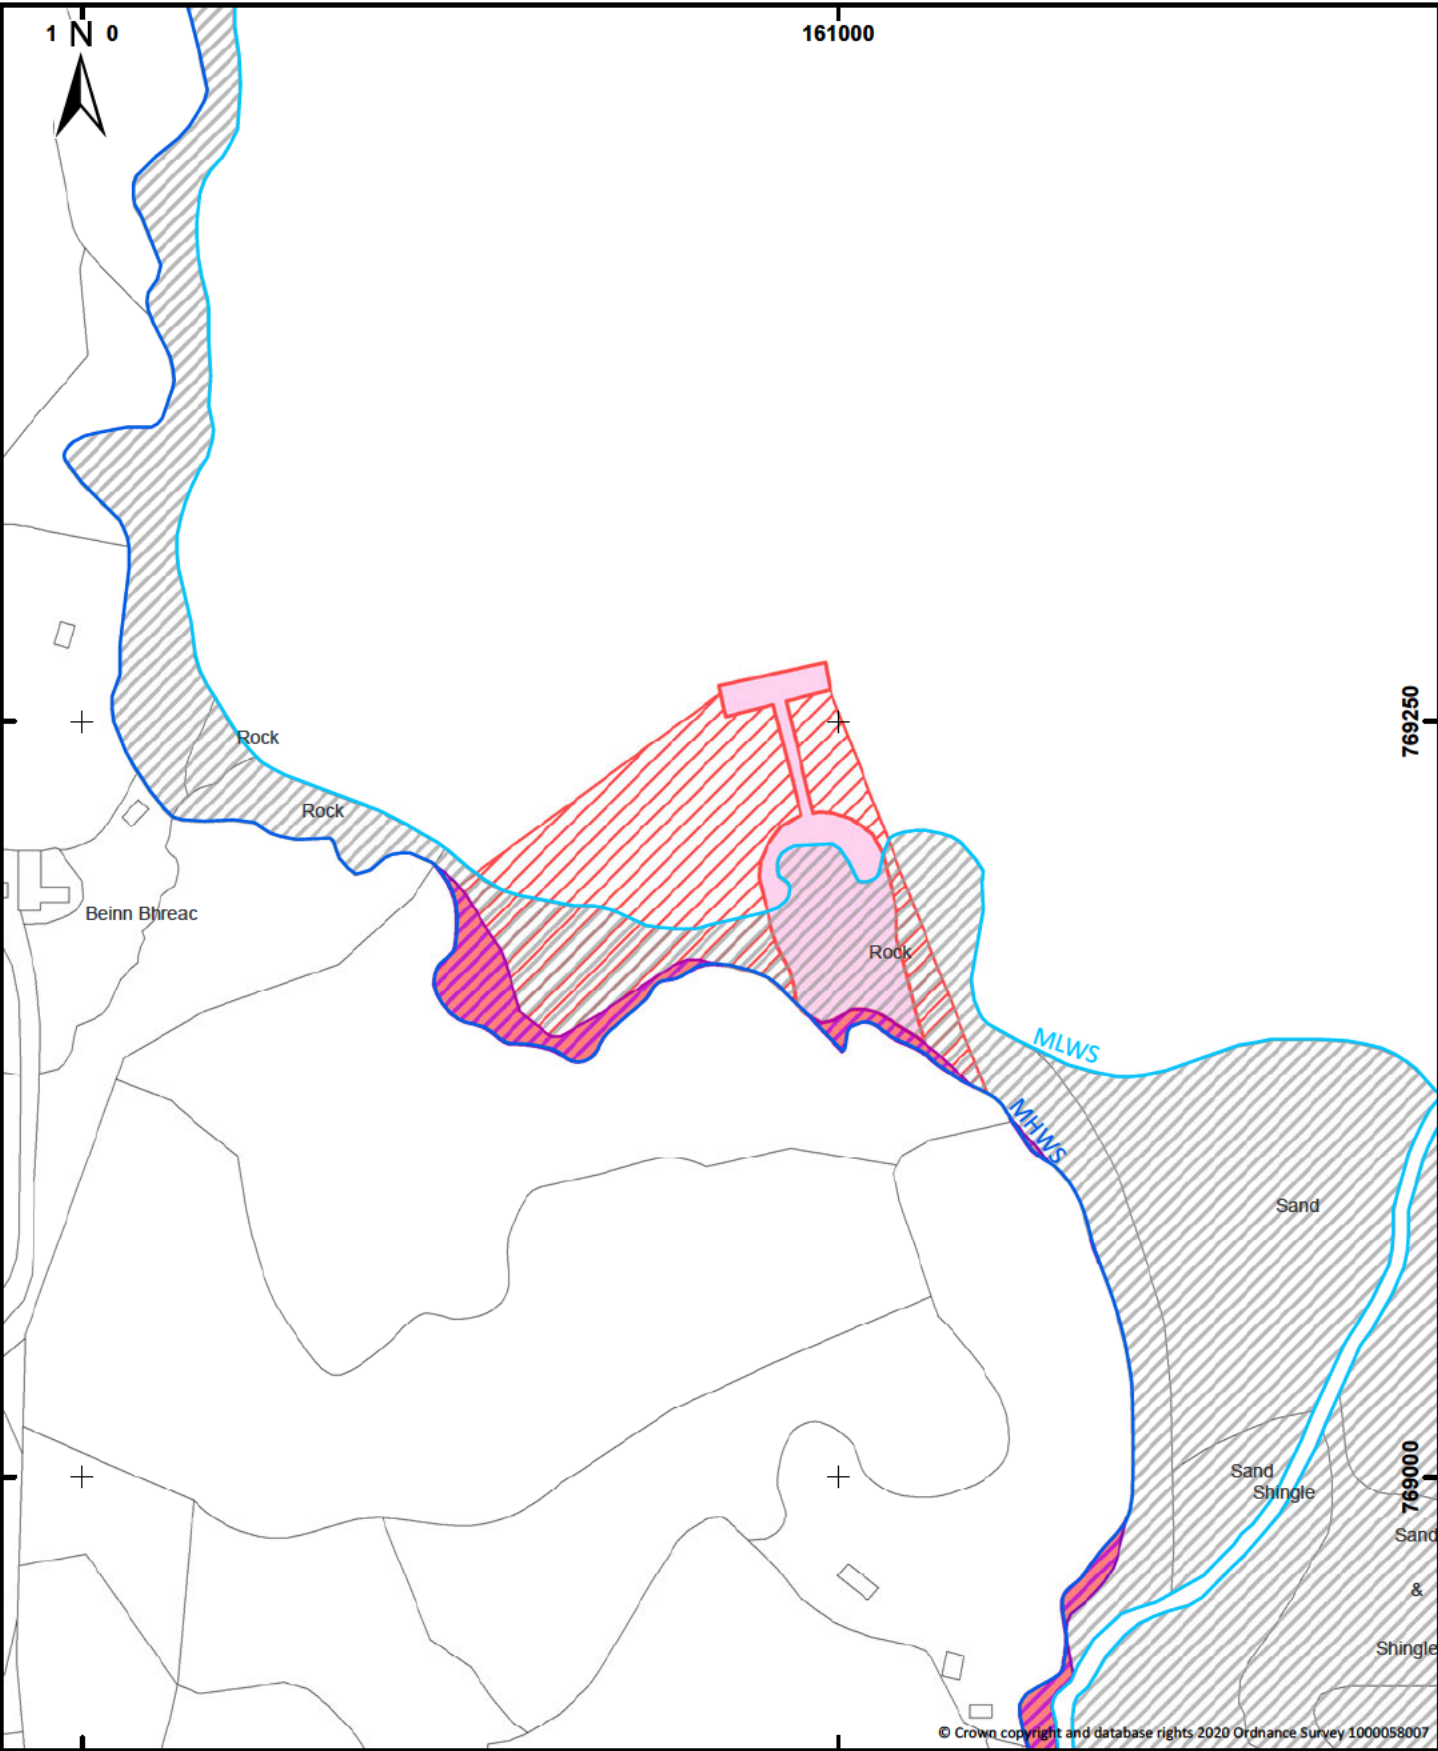 1 N 0
161000
769250
Rock
Rock
Beinn Bhreac
Rock
MLWS
MHWS
Sand
Sand
Shingle
769000
Sand
&
Shingle
© Crown copyright and database rights 2020 Ordnance Survey 1000058007